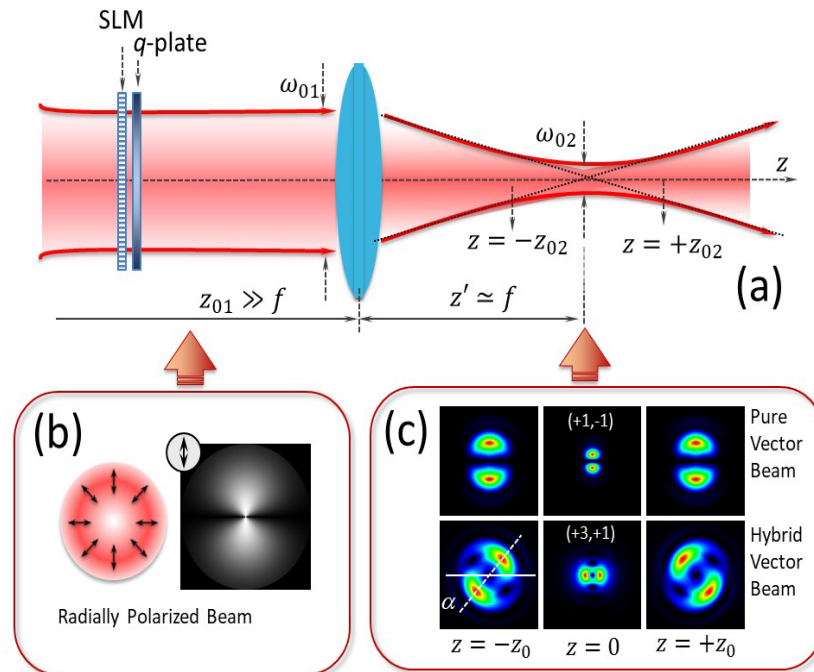 SLM
q-plate
ω₀₁
ω₀₂
z
z = −z₀₂
z = +z₀₂
(a)
z₀₁ ≫ f
z′ ≃ f
(b)
Radially Polarized Beam
(c)
(+1,-1)
Pure
Vector
Beam
(+3,+1)
Hybrid
Vector
Beam
α
z = −z₀
z = 0
z = +z₀